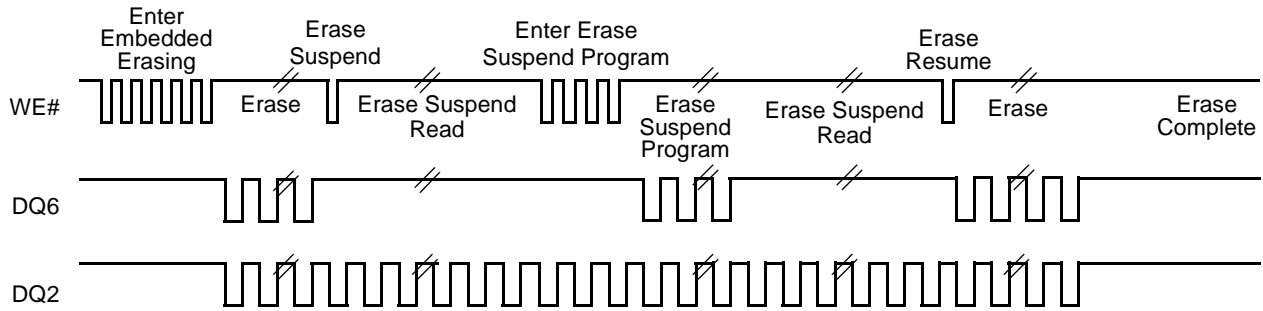 Enter
Embedded
Erasing
Erase
Suspend
Enter Erase
Suspend Program
Erase
Resume
WE#
Erase
Erase Suspend
Read
Erase
Suspend
Program
Erase Suspend
Read
Erase
Erase
Complete
DQ6
DQ2